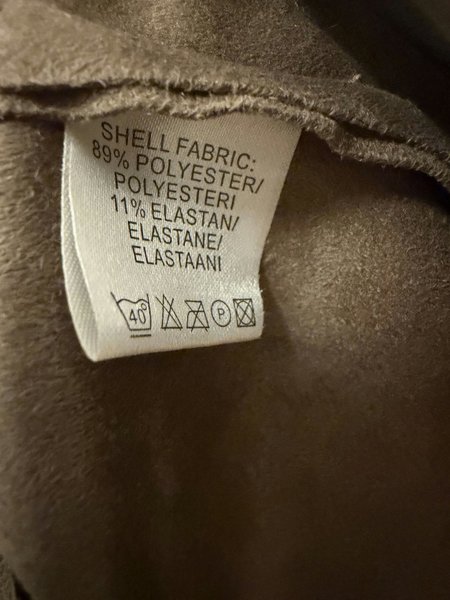 SHELL FABRIC:
89% POLYESTER/
POLYESTERI
11% ELASTAN/
ELASTANE/
ELASTAANI
40° P